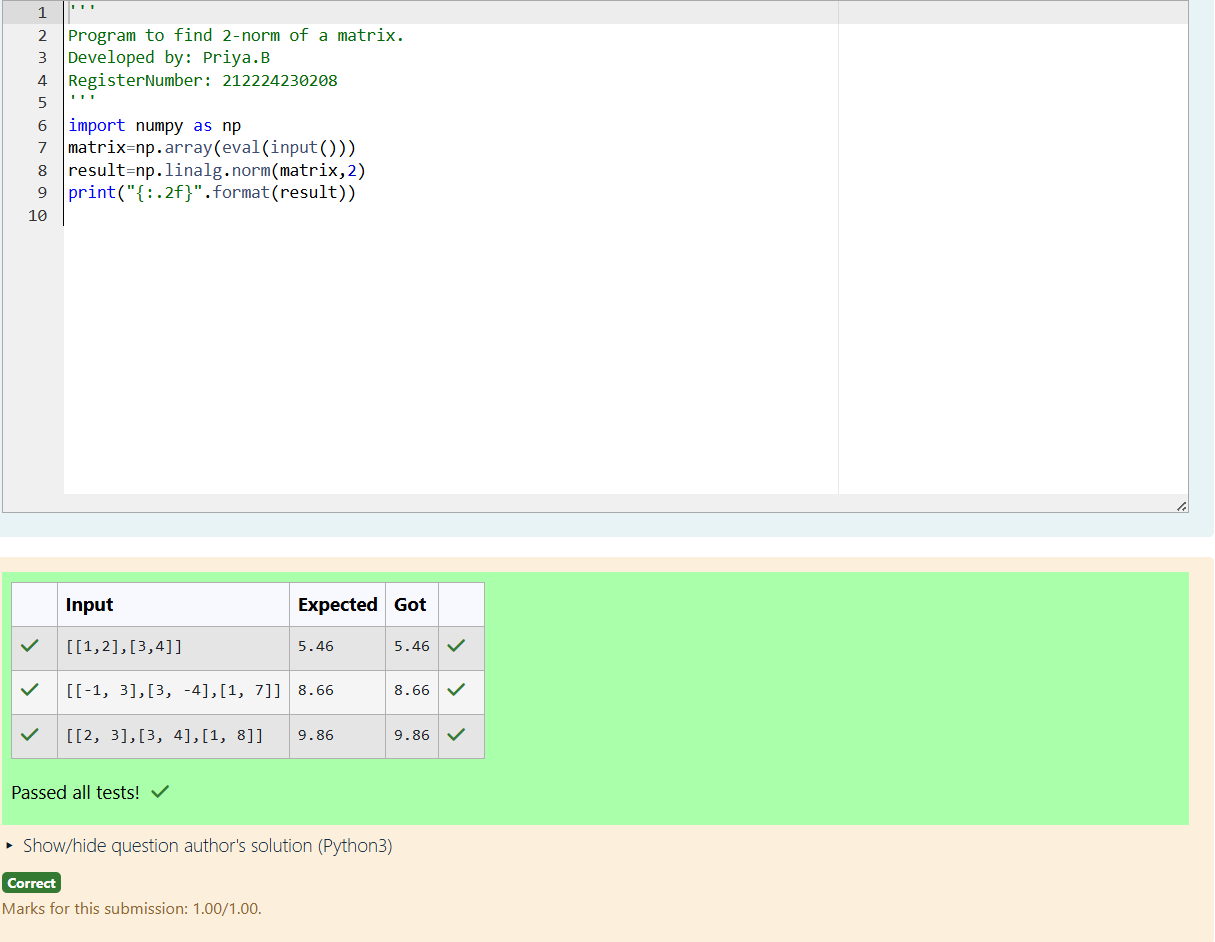 1 '''
2 Program to find 2-norm of a matrix.
3 Developed by: Priya.B
4 RegisterNumber: 212224230208
5 '''
6 import numpy as np
7 matrix=np.array(eval(input()))
8 result=np.linalg.norm(matrix,2)
9 print("{:.2f}".format(result))
10
Input Expected Got
[[1,2],[3,4]] 5.46 5.46
[[-1, 3],[3, -4],[1, 7]] 8.66 8.66
[[2, 3],[3, 4],[1, 8]] 9.86 9.86
Passed all tests!
Show/hide question author's solution (Python3)
Correct
Marks for this submission: 1.00/1.00.